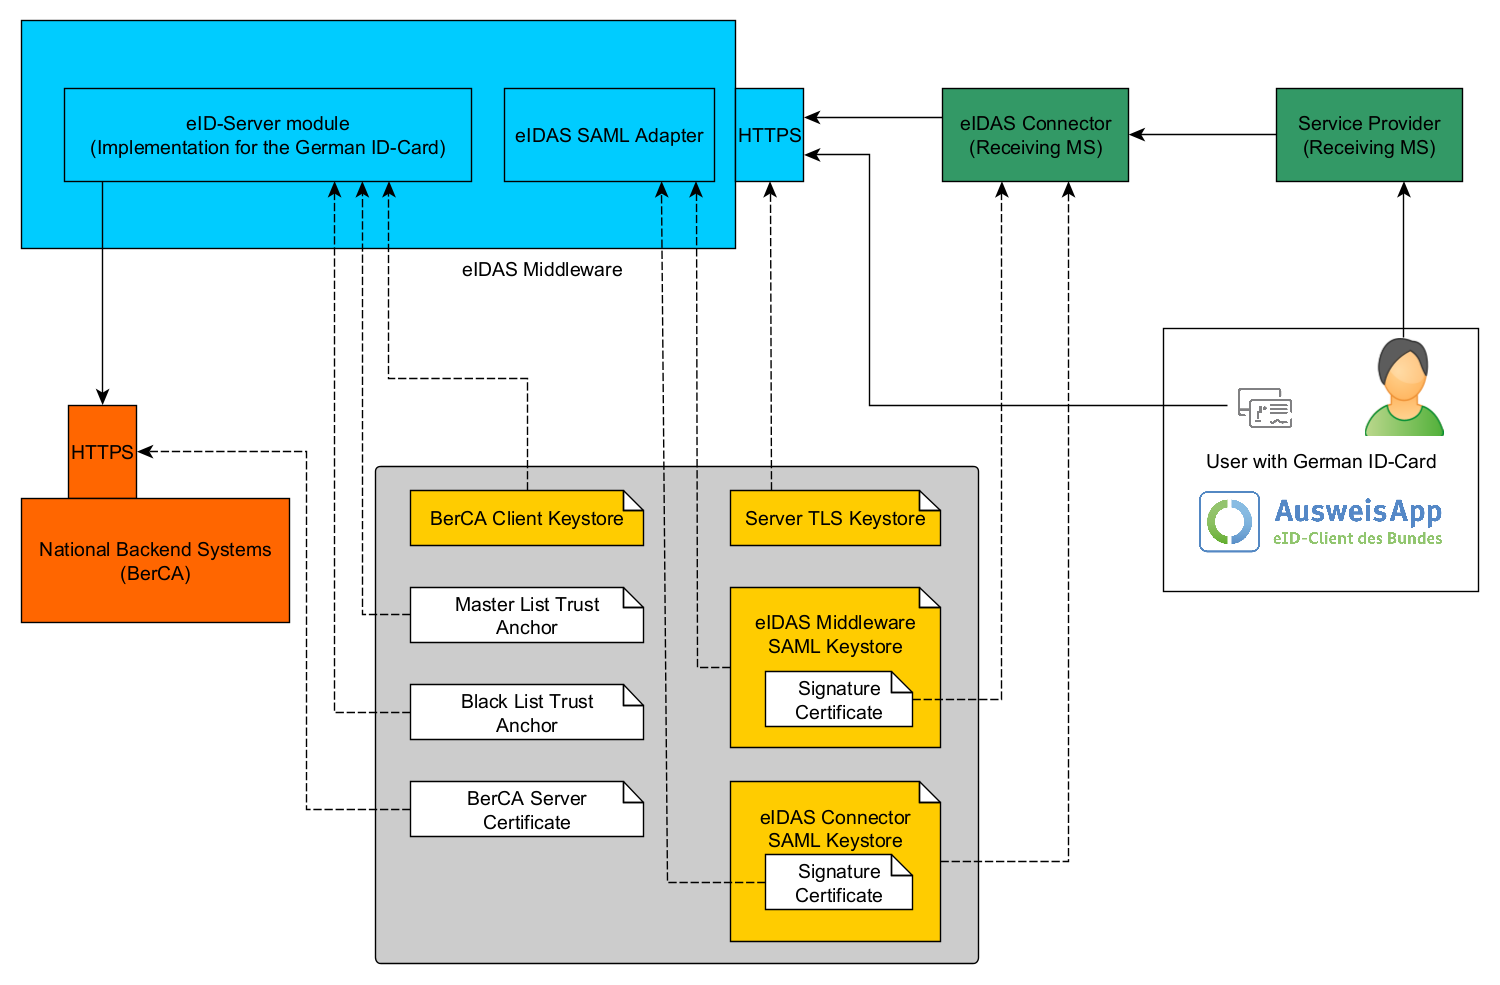 eID-Server module
(Implementation for the German ID-Card)
eIDAS SAML Adapter
HTTPS
eIDAS Connector
(Receiving MS)
Service Provider
(Receiving MS)
eIDAS Middleware
HTTPS
National Backend Systems
(BerCA)
User with German ID-Card
AusweisApp
eID-Client des Bundes
BerCA Client Keystore
Master List Trust
Anchor
Black List Trust
Anchor
BerCA Server
Certificate
Server TLS Keystore
eIDAS Middleware
SAML Keystore
Signature
Certificate
eIDAS Connector
SAML Keystore
Signature
Certificate